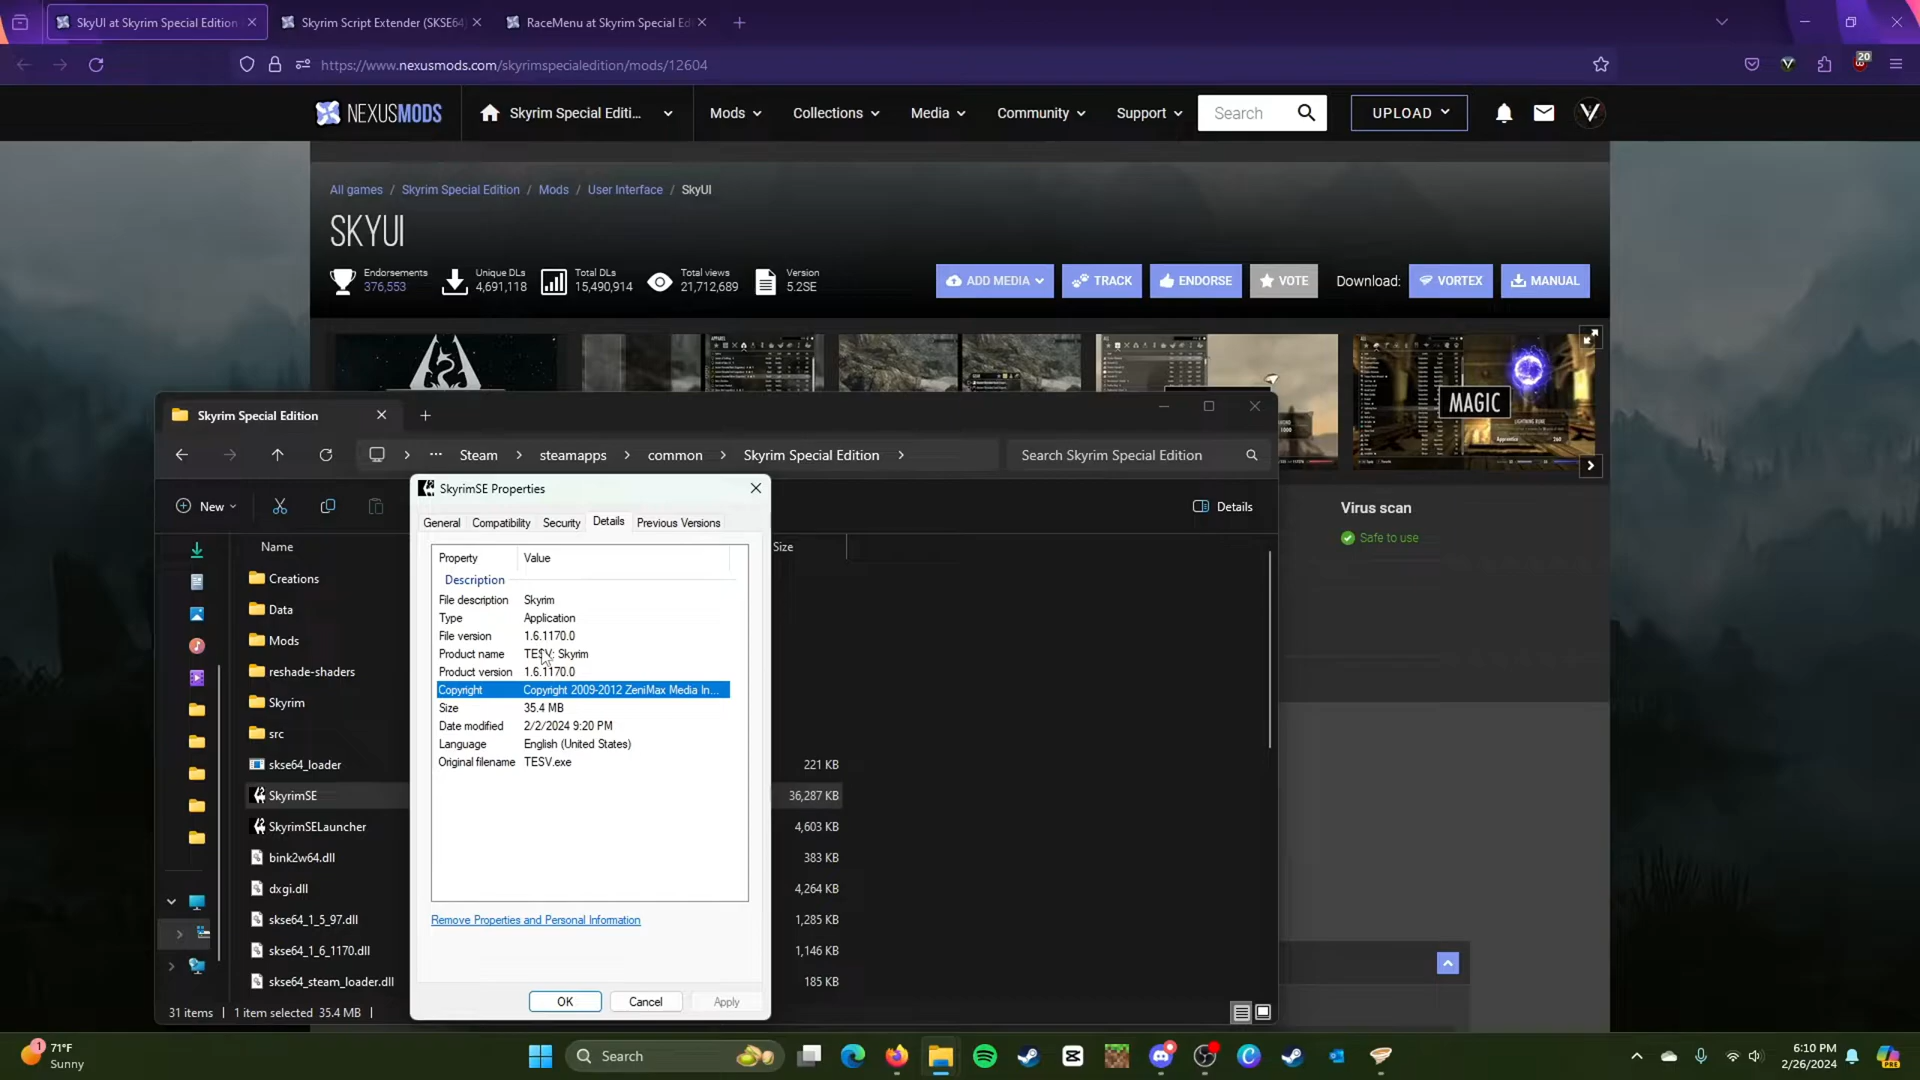 SkyUI at Skyrim Special Edition
Skyrim Script Extender (SKSE64)
RaceMenu at Skyrim Special Edi
https://www.nexusmods.com/skyrimspecialedition/mods/12604
20
NEXUSMODS
Skyrim Special Editi...
Mods
Collections
Media
Community
Support
Search
UPLOAD
All games / Skyrim Special Edition / Mods / User Interface / SkyUI
SKYUI
Endorsements
376,553
Unique DLs
4,691,118
Total DLs
15,490,914
Total views
21,712,689
Version
5.2SE
ADD MEDIA
TRACK
ENDORSE
VOTE
Download:
VORTEX
MANUAL
MAGIC
Virus scan
Safe to use
Skyrim Special Edition
Steam > steamapps > common > Skyrim Special Edition >
Search Skyrim Special Edition
New
Details
Name
Size
Creations
Data
Mods
reshade-shaders
Skyrim
src
skse64_loader 221 KB
SkyrimSE 36,287 KB
SkyrimSELauncher 4,603 KB
bink2w64.dll 383 KB
dxgi.dll 4,264 KB
skse64_1_5_97.dll 1,285 KB
skse64_1_6_1170.dll 1,146 KB
skse64_steam_loader.dll 185 KB
31 items 1 item selected 35.4 MB
SkyrimSE Properties
General Compatibility Security Details Previous Versions
Property Value
Description
File description Skyrim
Type Application
File version 1.6.1170.0
Product name TESV: Skyrim
Product version 1.6.1170.0
Copyright Copyright 2009-2012 ZeniMax Media In...
Size 35.4 MB
Date modified 2/2/2024 9:20 PM
Language English (United States)
Original filename TESV.exe
Remove Properties and Personal Information
OK Cancel Apply
1
71°F
Sunny
Search
6:10 PM
2/26/2024
PRE